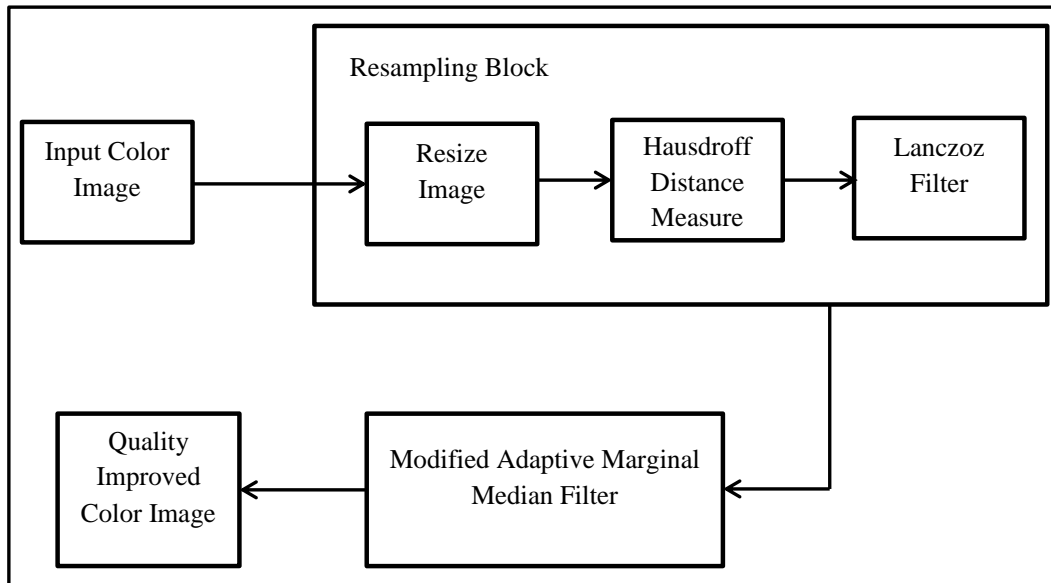 Resampling Block
Input Color
Image
Resize
Image
Hausdroff
Distance
Measure
Lanczoz
Filter
Quality
Improved
Color Image
Modified Adaptive Marginal
Median Filter